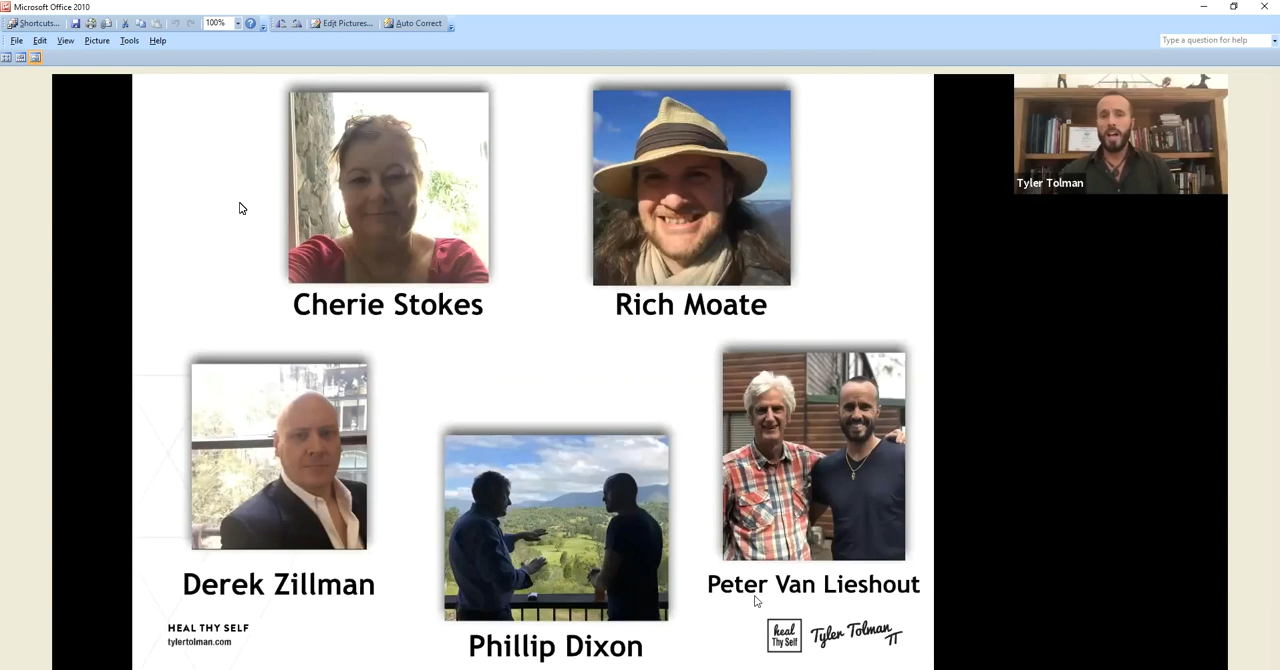 Microsoft Office 2010
Shortcuts...
100%
Edit Pictures...
Auto Correct
File Edit View Picture Tools Help
Type a question for help
Tyler Tolman
Cherie Stokes
Rich Moate
Derek Zillman
Phillip Dixon
Peter Van Lieshout
HEAL THY SELF
tylertolman.com
heal
Thy Self
Tyler Tolman
TT